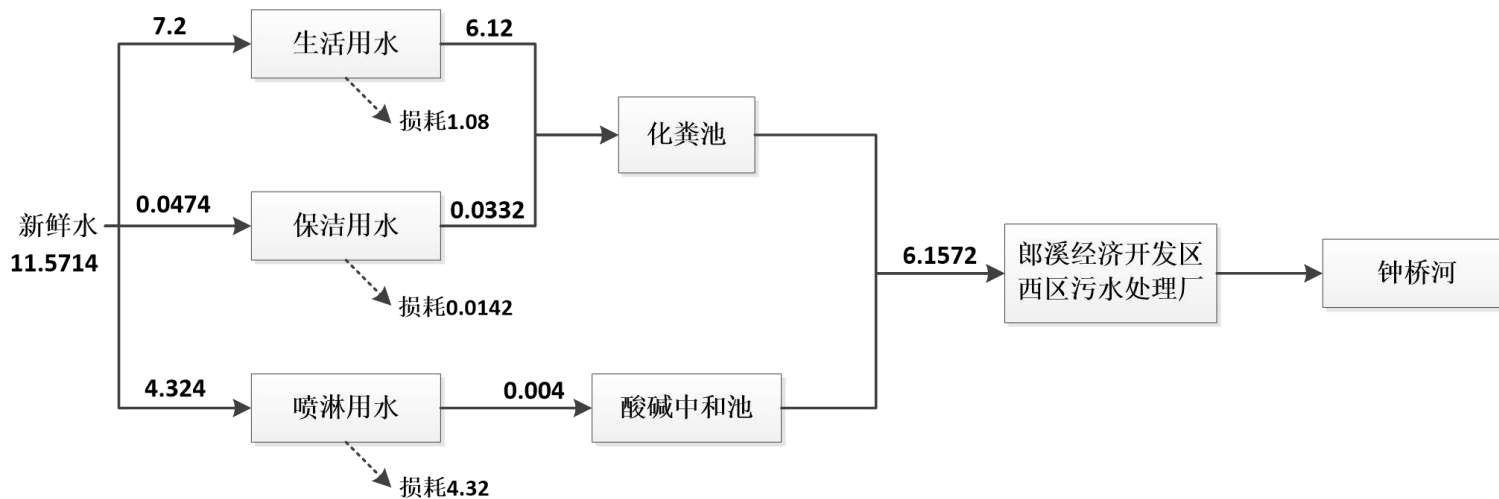 7.2
生活用水
6.12
损耗1.08
化粪池
新鲜水
11.5714
0.0474
保洁用水
0.0332
损耗0.0142
6.1572
郎溪经济开发区
西区污水处理厂
钟桥河
4.324
喷淋用水
0.004
酸碱中和池
损耗4.32